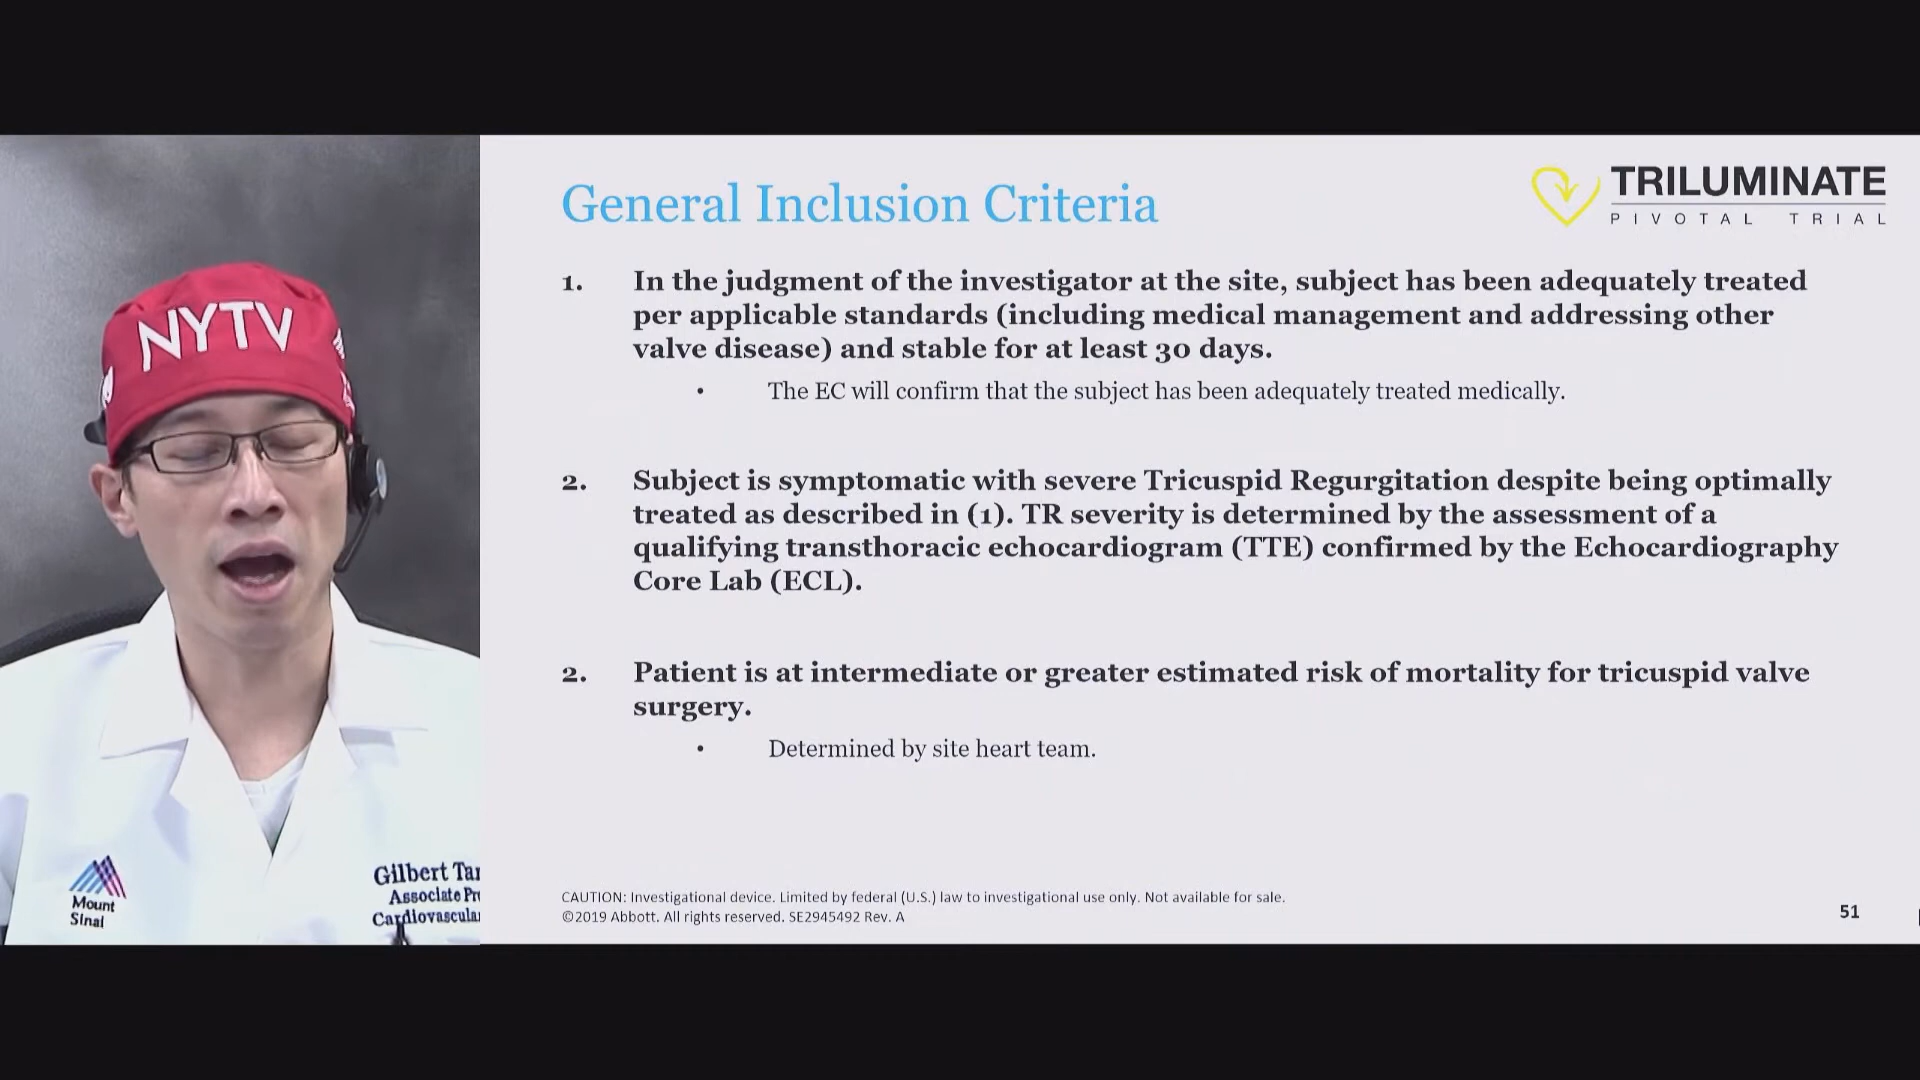 NYTV
Mount
Sinai
Gilbert
Associate
General Inclusion Criteria
TRILUMINATE
PIVOTAL TRIAL
1. In the judgment of the investigator at the site, subject has been adequately treated
per applicable standards (including medical management and addressing other
valve disease) and stable for at least 30 days.
• The EC will confirm that the subject has been adequately treated medically.
2. Subject is symptomatic with severe Tricuspid Regurgitation despite being optimally
treated as described in (1). TR severity is determined by the assessment of a
qualifying transthoracic echocardiogram (TTE) confirmed by the Echocardiography
Core Lab (ECL).
2. Patient is at intermediate or greater estimated risk of mortality for tricuspid valve
surgery.
• Determined by site heart team.
CAUTION: Investigational device. Limited by federal (U.S.) law to investigational use only. Not available for sale.
©2019 Abbott. All rights reserved. SE2945492 Rev. A
51